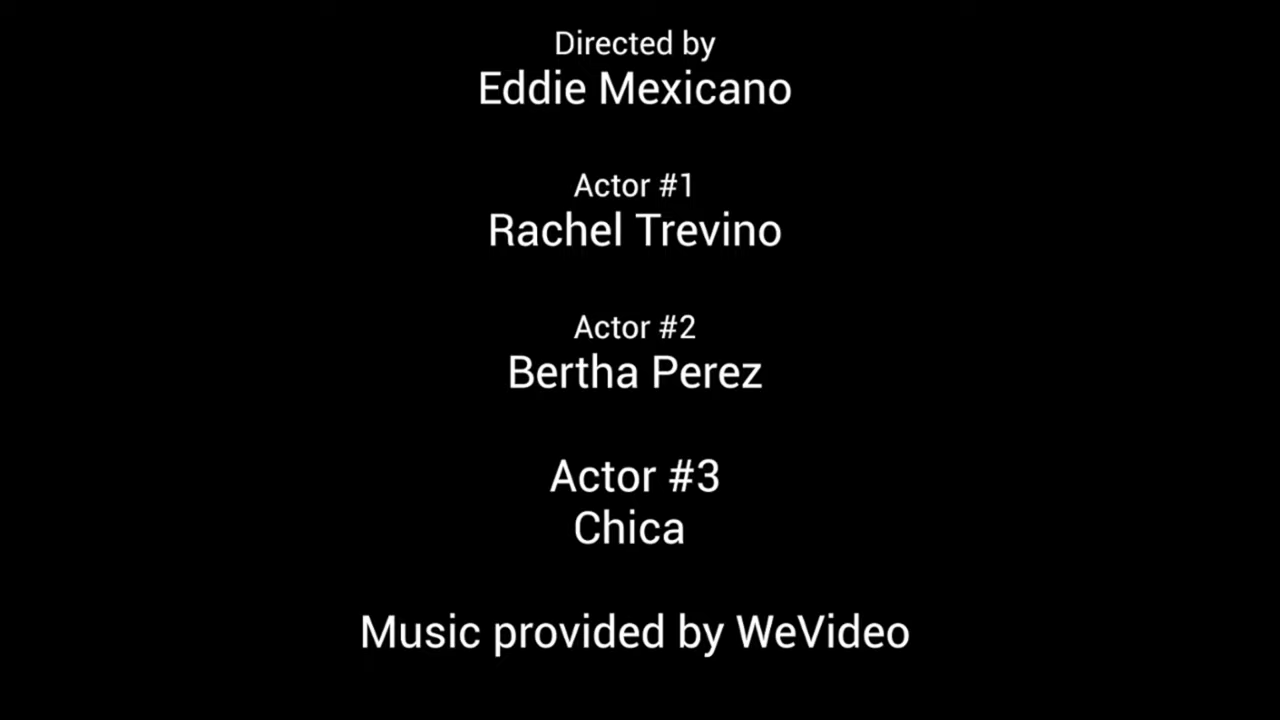 Directed by
Eddie Mexicano
Actor #1
Rachel Trevino
Actor #2
Bertha Perez
Actor #3
Chica
Music provided by WeVideo